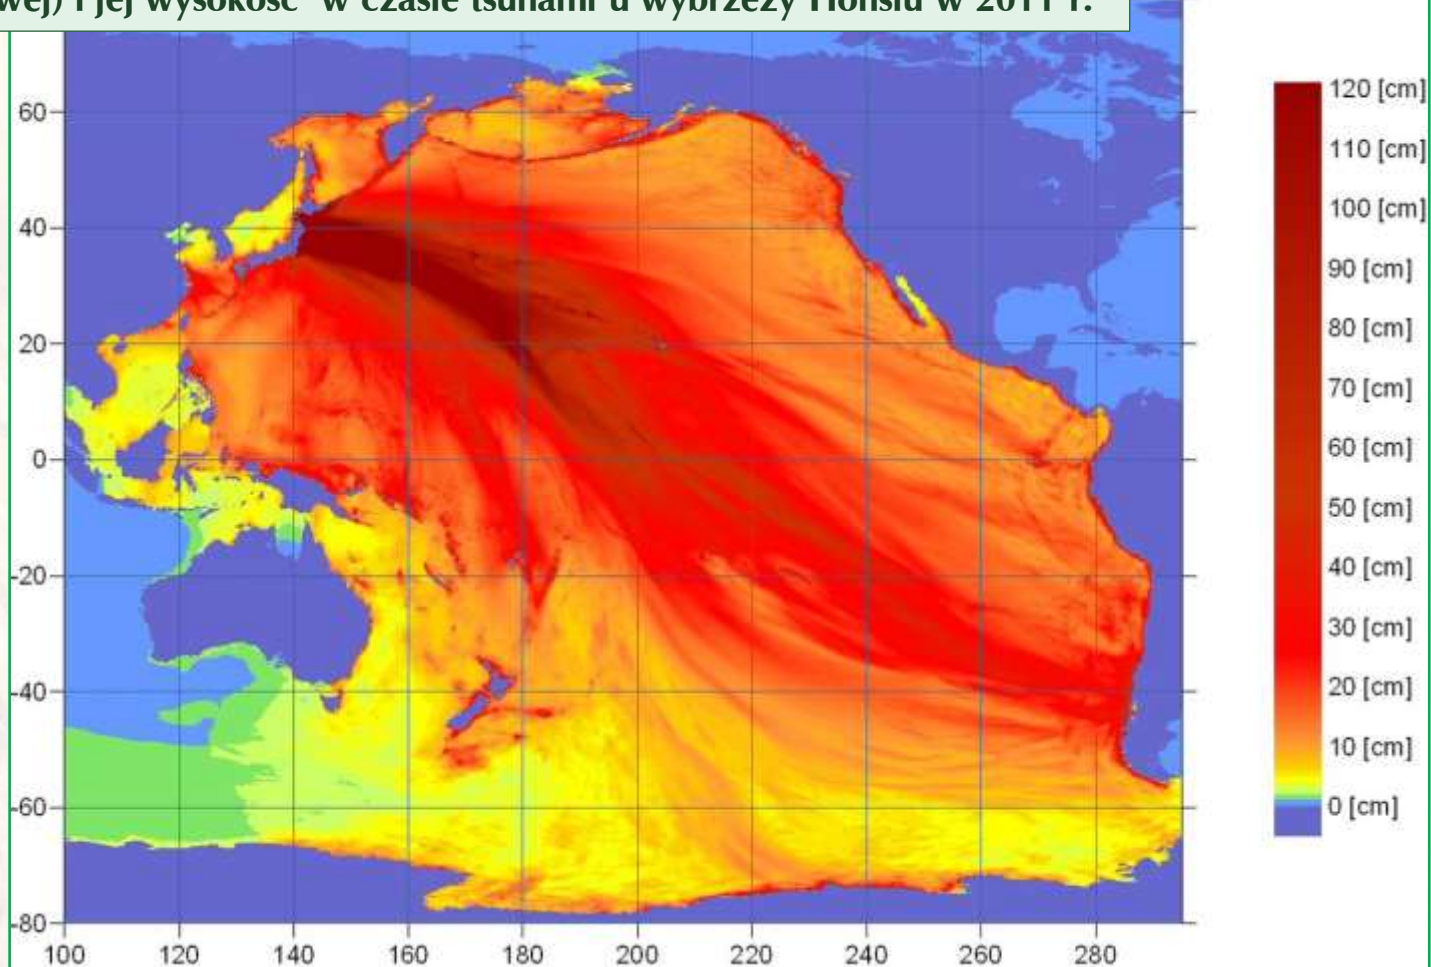 wej) i jej wysokość w czasie tsunami u wybrzeży Honsiu w 2011 r.
60
40
20
0
-20
-40
-60
-80
100 120 140 160 180 200 220 240 260 280
120 [cm]
110 [cm]
100 [cm]
90 [cm]
80 [cm]
70 [cm]
60 [cm]
50 [cm]
40 [cm]
30 [cm]
20 [cm]
10 [cm]
0 [cm]